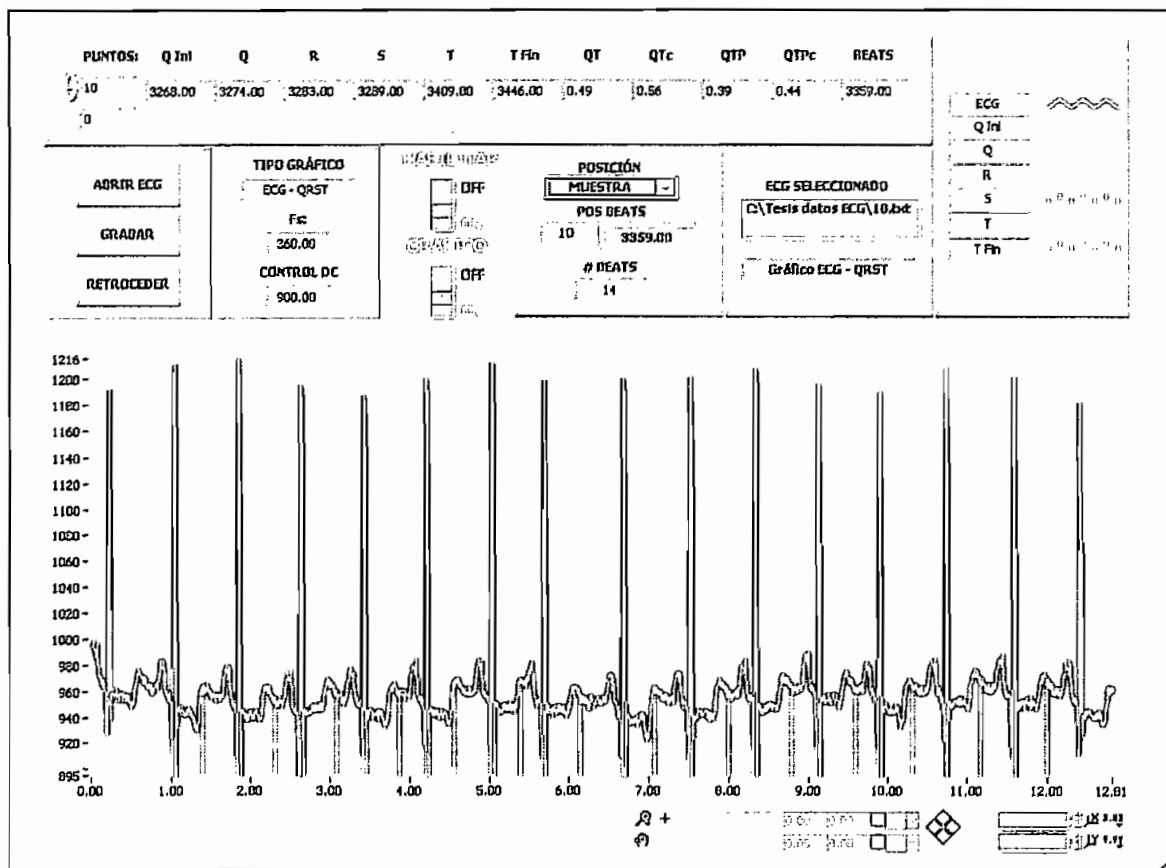 PUNTOS: Q Ini Q R S T T Fin QT QTc QTP QTPc BEATS
10 3268.00 3274.00 3283.00 3289.00 3409.00 3446.00 0.49 0.56 0.39 0.44 3359.00
0
ABRIR ECG
GRABAR
RETROCEDER
TIPO GRÁFICO
ECG - QRST
Fs:
360.00
CONTROL DC
900.00
OFF
OFF
POSICIÓN
MUESTRA
POS BEATS
10 3359.00
# BEATS
14
ECG SELECCIONADO
C:\Tesis datos ECG\10.txt
Gráfico ECG - QRST
ECG
Q Ini
Q
R
S
T
T Fin
1216
1200
1180
1160
1140
1120
1100
1080
1060
1040
1020
1000
980
960
940
920
895
0,00 1.00 2.00 3.00 4.00 5.00 6.00 7.00 8.00 9.00 10.00 11.00 12.00 12.81